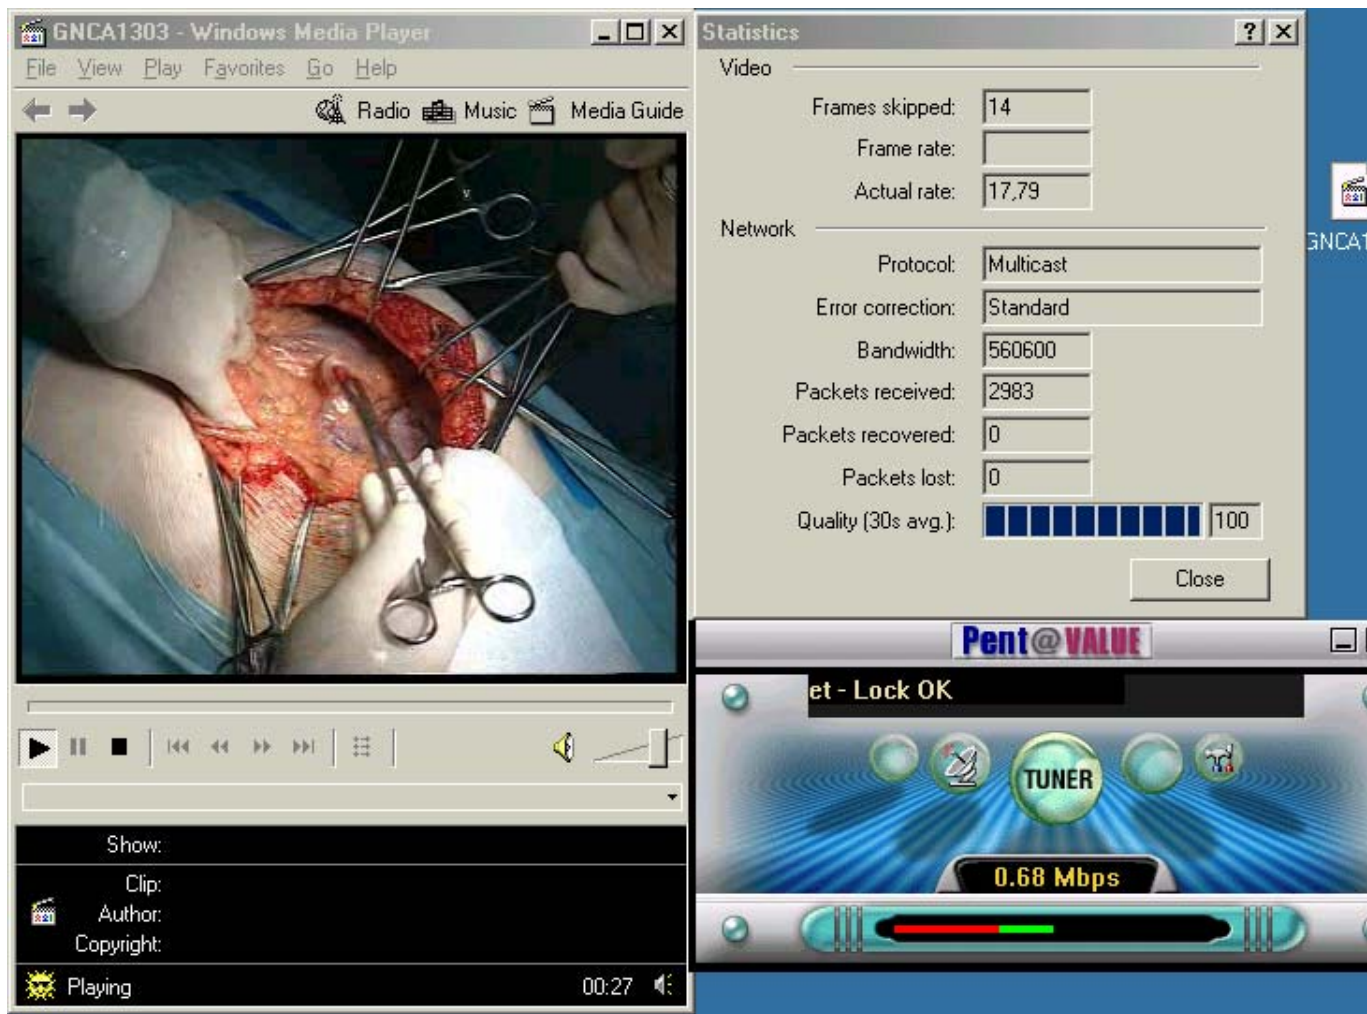 GNCA1303 - Windows Media Player
File View Play Favorites Go Help
Radio Music Media Guide
Show:
Clip:
Author:
Copyright:
Playing 00:27
Statistics
Video
Frames skipped: 14
Frame rate:
Actual rate: 17,79
Network
Protocol: Multicast
Error correction: Standard
Bandwidth: 560600
Packets received: 2983
Packets recovered: 0
Packets lost: 0
Quality (30s avg.): 100
Close
GNCA1
Pent@VALUE
et - Lock OK
TUNER
0.68 Mbps